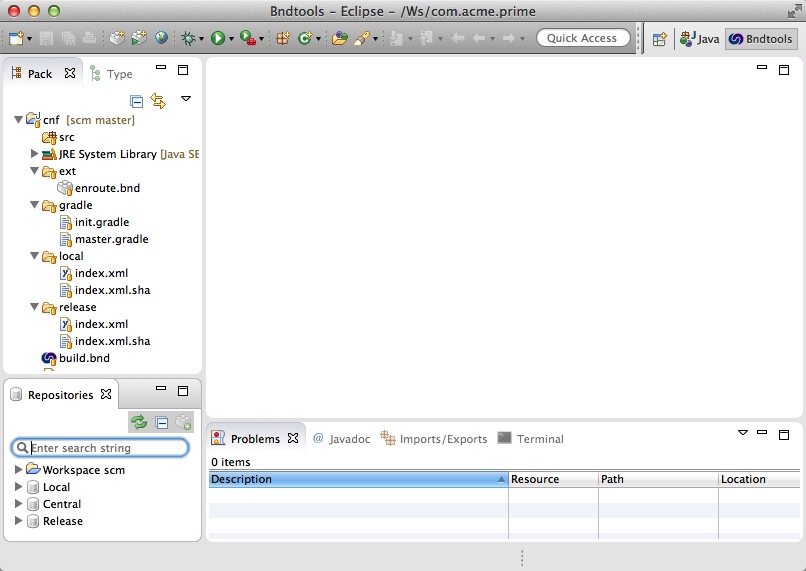 Bndtools – Eclipse – /Ws/com.acme.prime
Quick Access
Java
Bndtools
Pack
Type
cnf [scm master]
src
JRE System Library [Java SE
ext
enroute.bnd
gradle
init.gradle
master.gradle
local
index.xml
index.xml.sha
release
index.xml
index.xml.sha
build.bnd
Repositories
Enter search string
Workspace scm
Local
Central
Release
Problems
@ Javadoc
Imports/Exports
Terminal
0 items
Description Resource Path Location